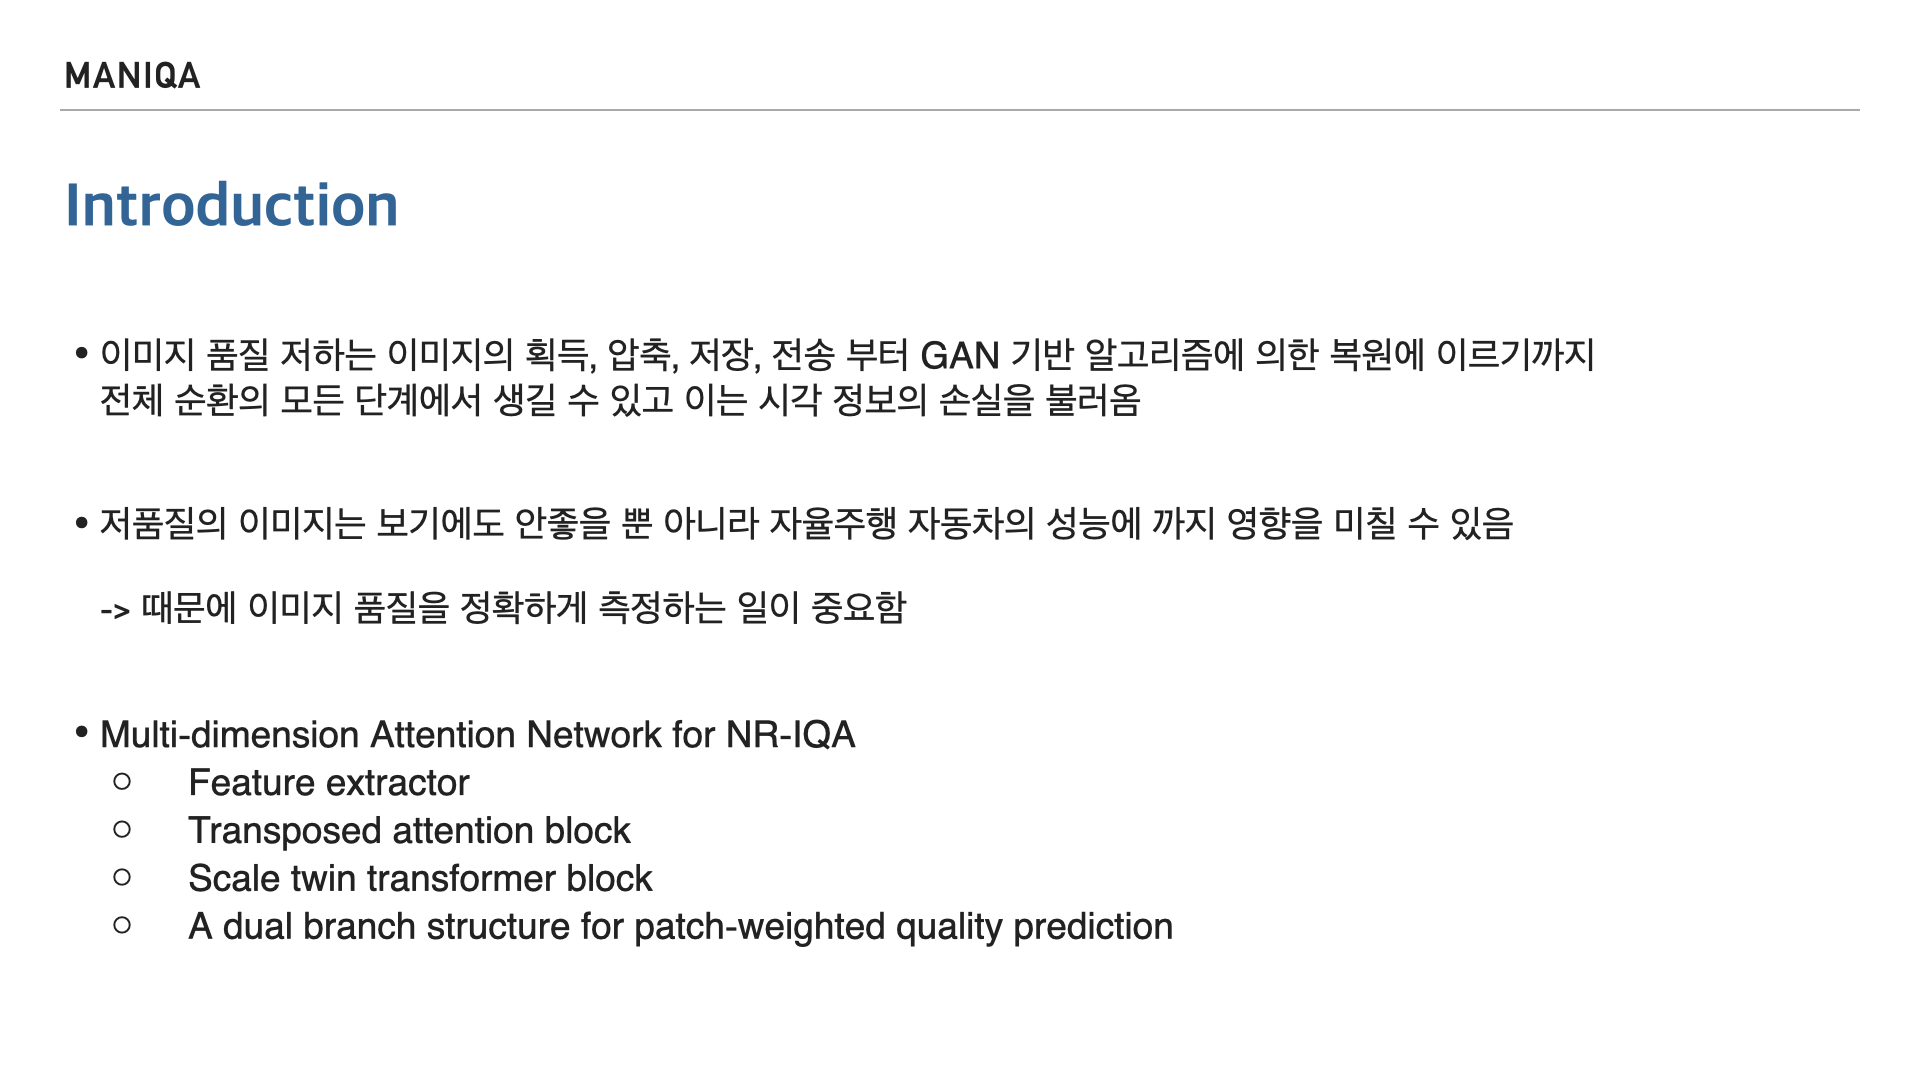 MANIQA
Introduction
• 이미지 품질 저하는 이미지의 획득, 압축, 저장, 전송 부터 GAN 기반 알고리즘에 의한 복원에 이르기까지
전체 순환의 모든 단계에서 생길 수 있고 이는 시각 정보의 손실을 불러옴
• 저품질의 이미지는 보기에도 안좋을 뿐 아니라 자율주행 자동차의 성능에 까지 영향을 미칠 수 있음
-> 때문에 이미지 품질을 정확하게 측정하는 일이 중요함
• Multi-dimension Attention Network for NR-IQA
○ Feature extractor
○ Transposed attention block
○ Scale twin transformer block
○ A dual branch structure for patch-weighted quality prediction